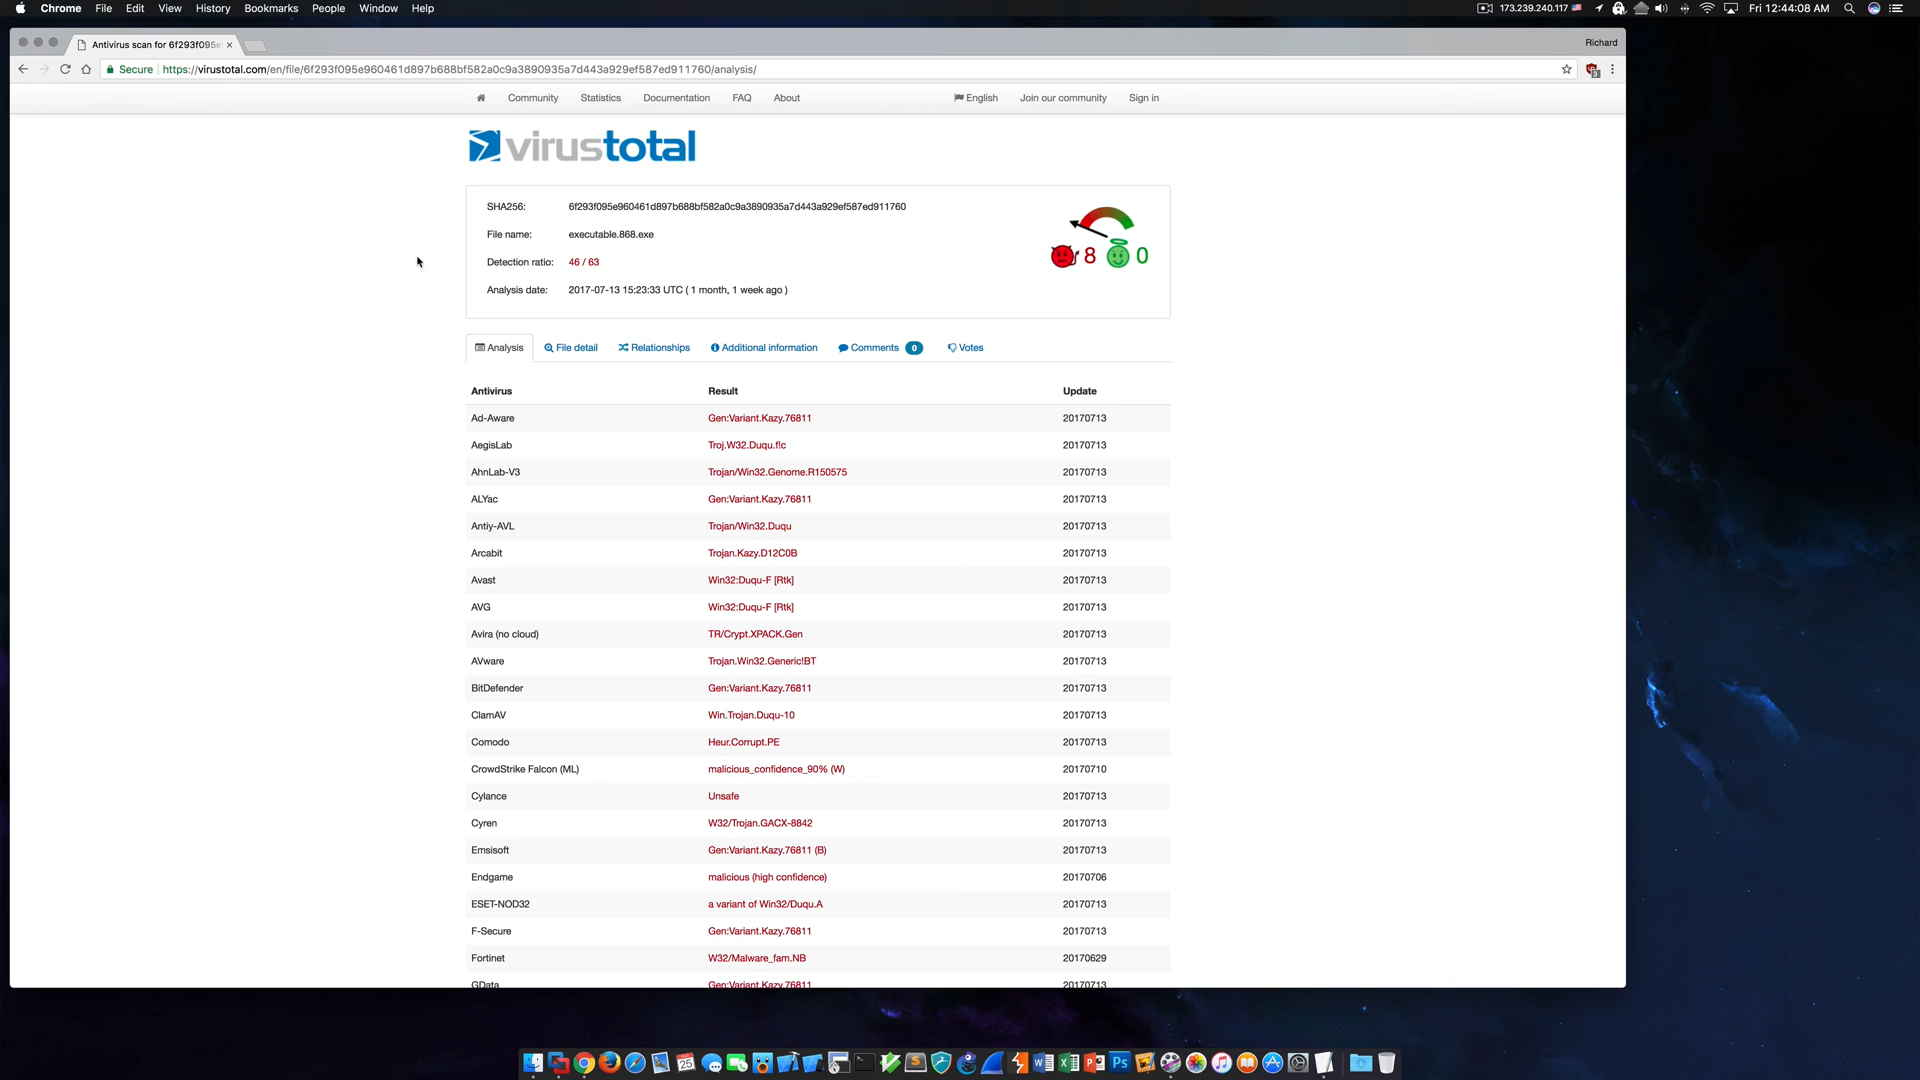 Chrome File Edit View History Bookmarks People Window Help 173.239.240.117 Fri 12:44:08 AM
Antivirus scan for 6f293f095e Richard
Secure https://virustotal.com/en/file/6f293f095e960461d897b688bf582a0c9a3890935a7d443a929ef587ed911760/analysis/ 3
Community Statistics Documentation FAQ About English Join our community Sign in
virustotal
SHA256: 6f293f095e960461d897b688bf582a0c9a3890935a7d443a929ef587ed911760
File name: executable.868.exe
Detection ratio: 46 / 63 8 0
Analysis date: 2017-07-13 15:23:33 UTC ( 1 month, 1 week ago )
Analysis File detail Relationships Additional information Comments 0 Votes
Antivirus Result Update
Ad-Aware Gen:Variant.Kazy.76811 20170713
AegisLab Troj.W32.Duqu.f!c 20170713
AhnLab-V3 Trojan/Win32.Genome.R150575 20170713
ALYac Gen:Variant.Kazy.76811 20170713
Antiy-AVL Trojan/Win32.Duqu 20170713
Arcabit Trojan.Kazy.D12C0B 20170713
Avast Win32:Duqu-F [Rtk] 20170713
AVG Win32:Duqu-F [Rtk] 20170713
Avira (no cloud) TR/Crypt.XPACK.Gen 20170713
AVware Trojan.Win32.Generic!BT 20170713
BitDefender Gen:Variant.Kazy.76811 20170713
ClamAV Win.Trojan.Duqu-10 20170713
Comodo Heur.Corrupt.PE 20170713
CrowdStrike Falcon (ML) malicious_confidence_90% (W) 20170710
Cylance Unsafe 20170713
Cyren W32/Trojan.GACX-8842 20170713
Emsisoft Gen:Variant.Kazy.76811 (B) 20170713
Endgame malicious (high confidence) 20170706
ESET-NOD32 a variant of Win32/Duqu.A 20170713
F-Secure Gen:Variant.Kazy.76811 20170713
Fortinet W32/Malware_fam.NB 20170629
GData Gen:Variant.Kazy.76811 20170713
25 Ps